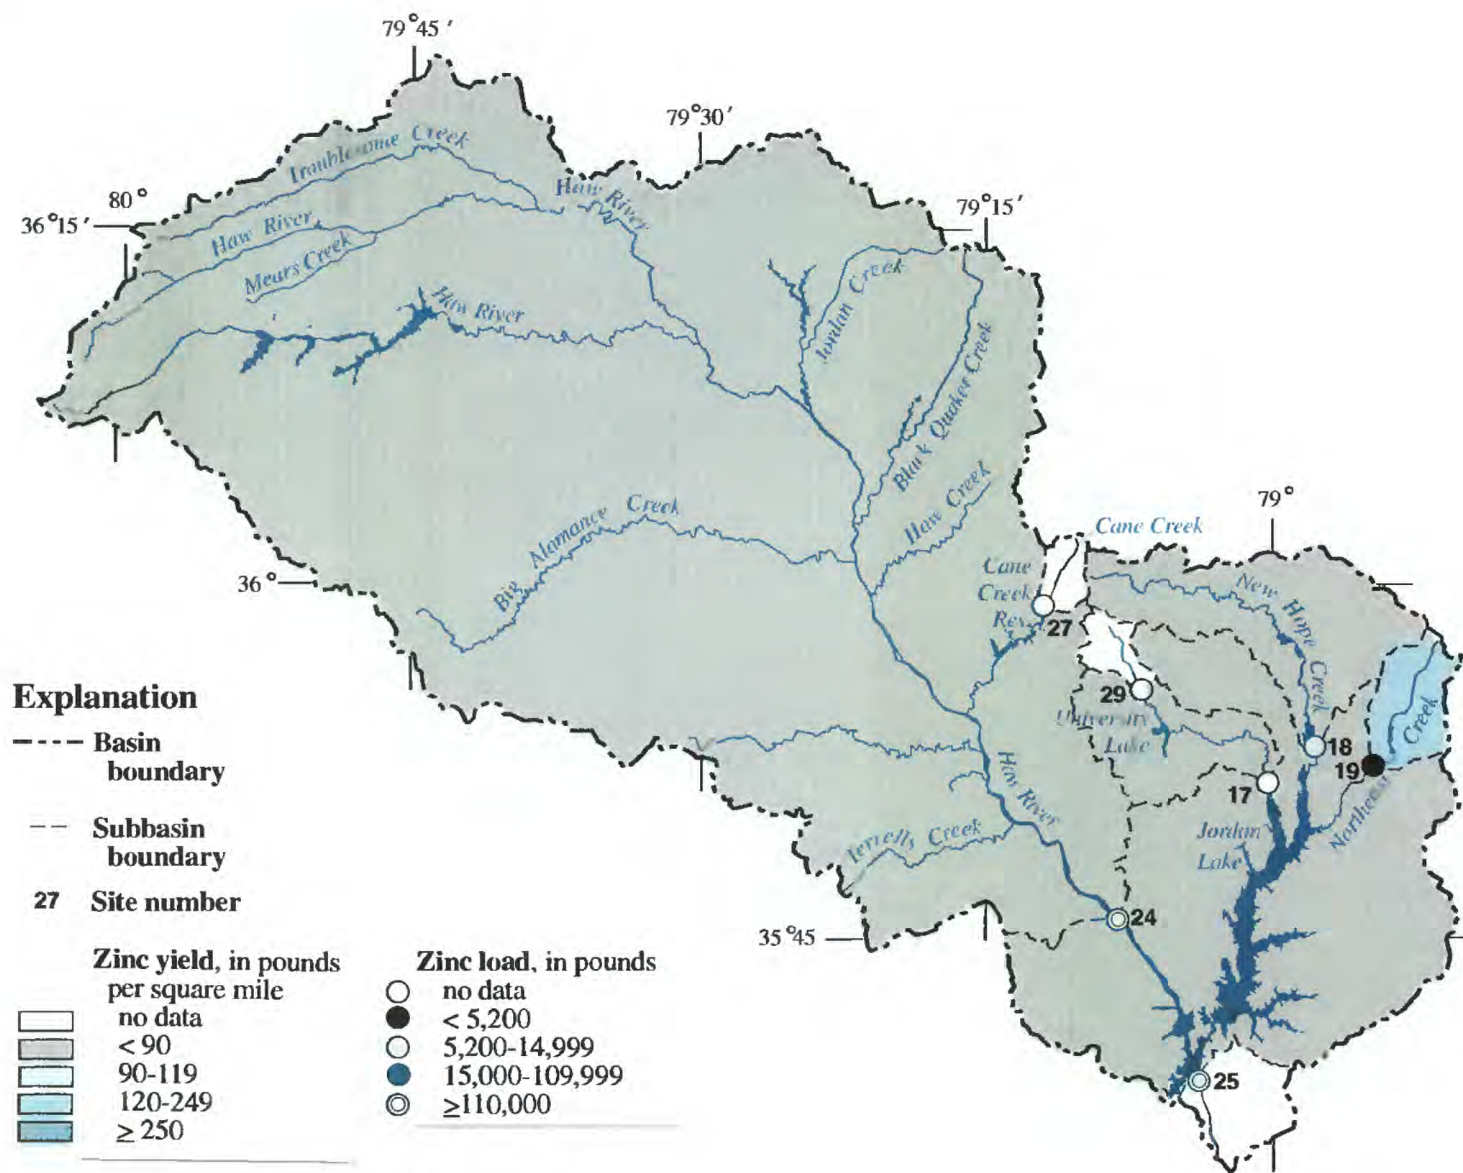 79°45′
79°30′
Troublesome Creek
80°
Haw River
36°15′
Haw River
79°15′
Mears Creek
Haw River
Jordan Creek
Black Quaker Creek
Haw Creek
79°
Cane Creek
Big Alamance Creek
36°
Cane
Creek
Res.
27
New Hope Creek
29
University
Lake
18
19
Creek
Northeast
17
Jordan
Lake
Haw River
Terrells Creek
24
35°45
25
Explanation
Basin
boundary
Subbasin
boundary
27 Site number
Zinc yield, in pounds
per square mile
no data
< 90
90-119
120-249
≥ 250
Zinc load, in pounds
no data
< 5,200
5,200-14,999
15,000-109,999
≥110,000